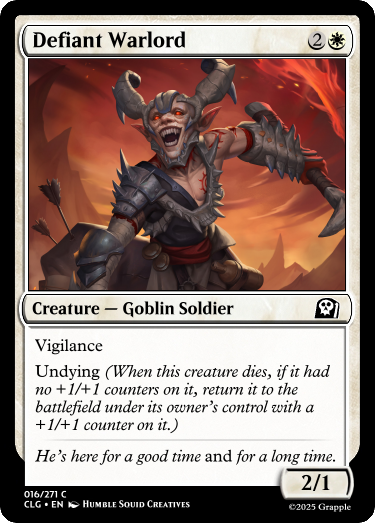 Defiant Warlord 2
Creature — Goblin Soldier
Vigilance
Undying (When this creature dies, if it had
no +1/+1 counters on it, return it to the
battlefield under its owner's control with a
+1/+1 counter on it.)
He's here for a good time and for a long time.
2/1
016/271 C
CLG • EN Humble Squid Creatives
©2025 Grapple